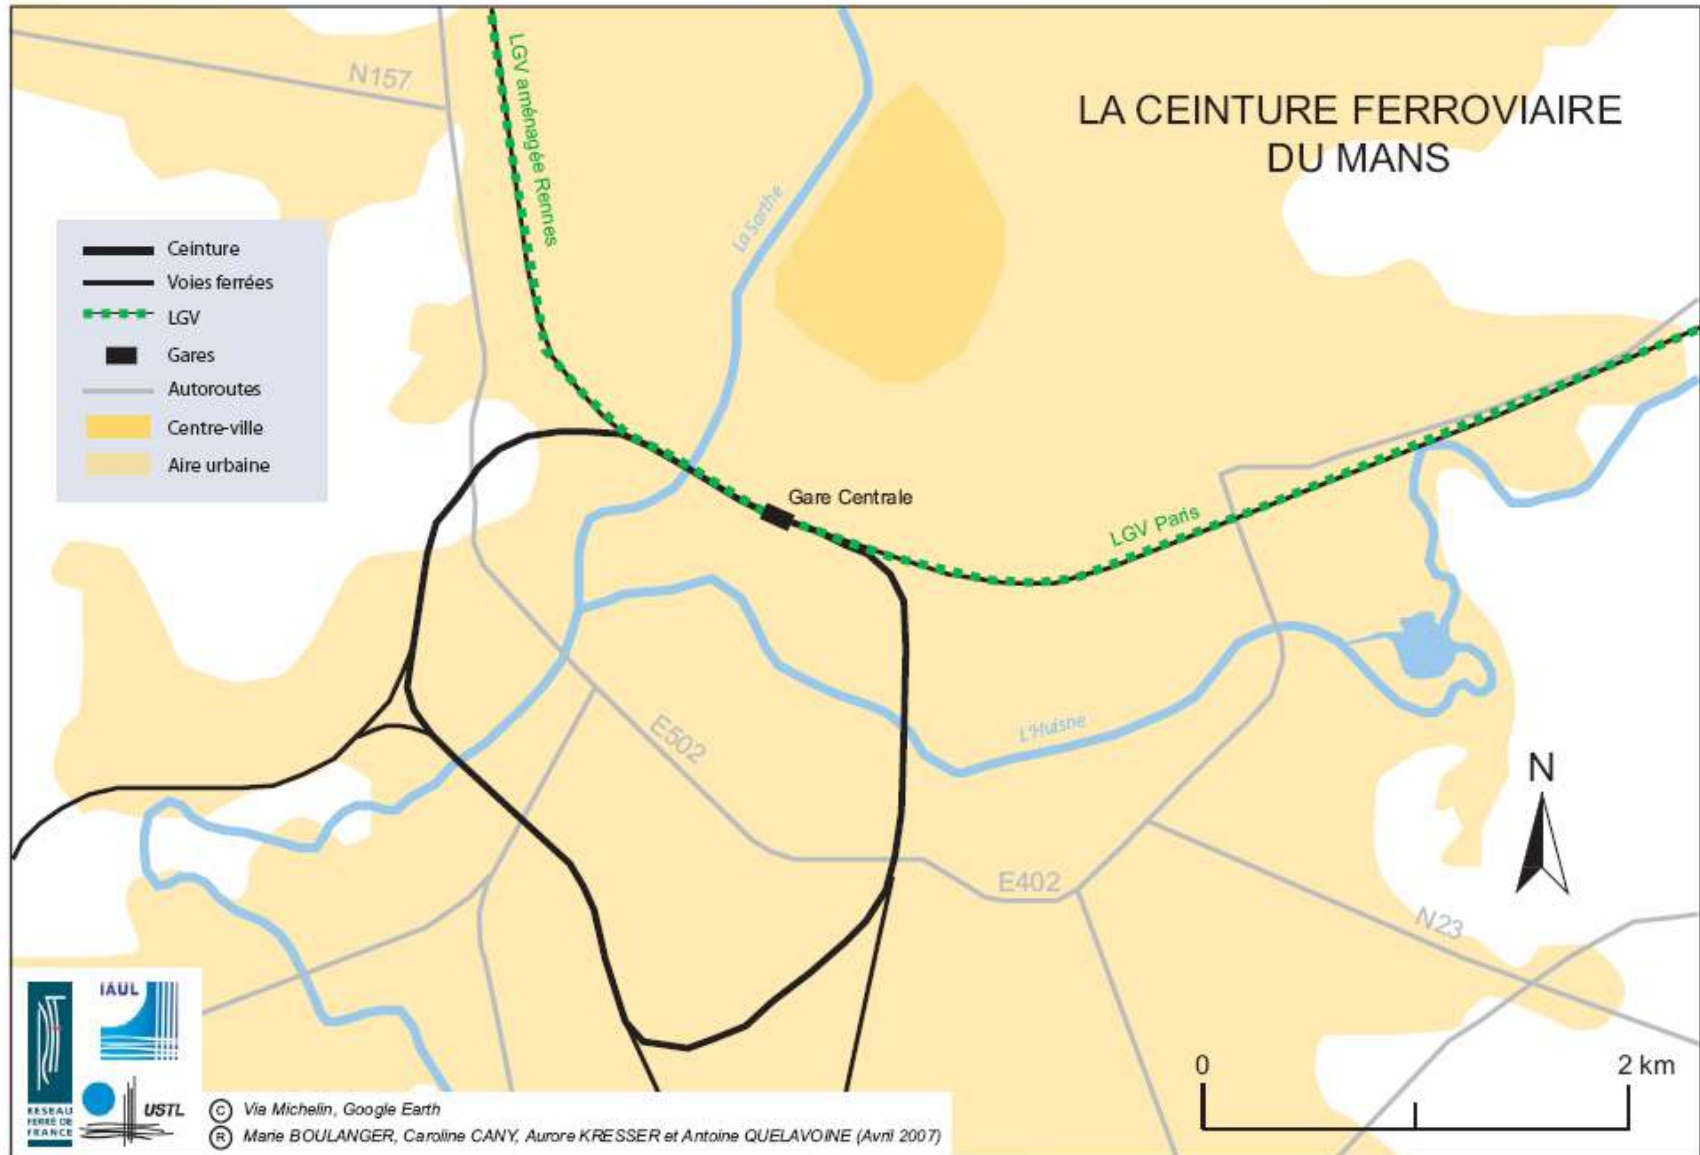 LA CEINTURE FERROVIAIRE
DU MANS
N157
LGV aménagée Rennes
La Sarthe
Ceinture
Voies ferrées
LGV
Gares
Autoroutes
Centre-ville
Aire urbaine
Gare Centrale
LGV Paris
L'Huisne
E502
E402
N23
N
0
2 km
IAUL
RESEAU
FERRE DE
FRANCE
USTL
C Via Michelin, Google Earth
R Marie BOULANGER, Caroline CANY, Aurore KRESSER et Antoine QUELAVOINE (Avril 2007)